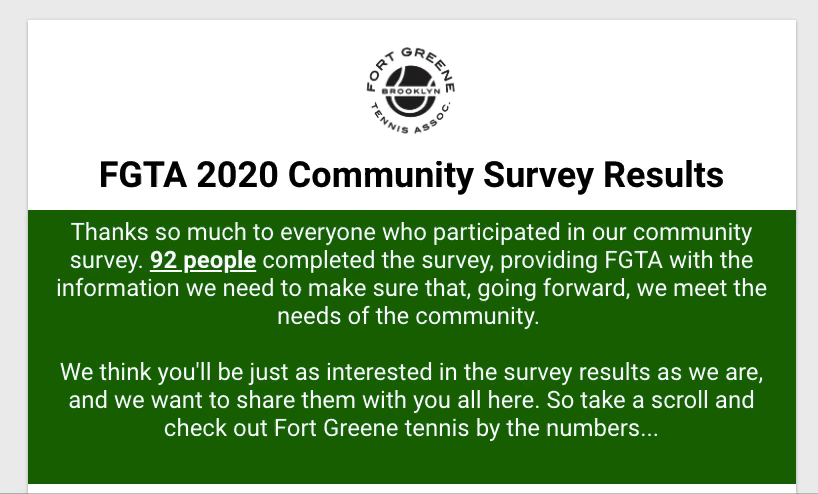 FORT GREENE
BROOKLYN
TENNIS ASSOC.
FGTA 2020 Community Survey Results
Thanks so much to everyone who participated in our community
survey. 92 people completed the survey, providing FGTA with the
information we need to make sure that, going forward, we meet the
needs of the community.
We think you'll be just as interested in the survey results as we are,
and we want to share them with you all here. So take a scroll and
check out Fort Greene tennis by the numbers...